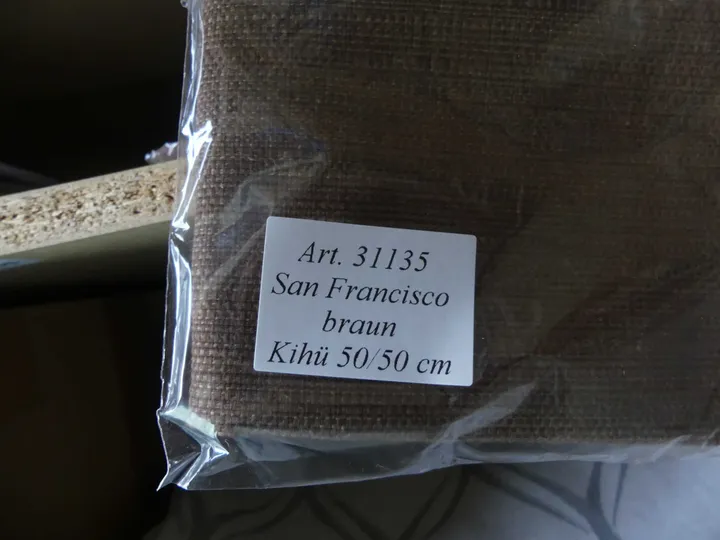 Art. 31135
San Francisco
braun
Kihü 50/50 cm